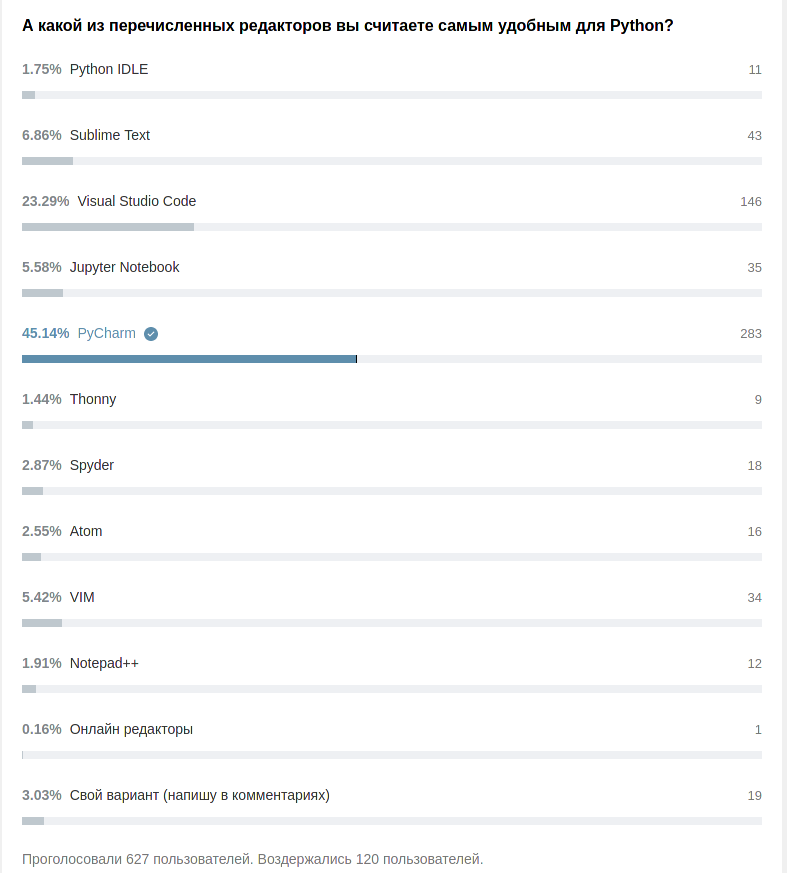 А какой из перечисленных редакторов вы считаете самым удобным для Python?
1.75% Python IDLE 11
6.86% Sublime Text 43
23.29% Visual Studio Code 146
5.58% Jupyter Notebook 35
45.14% PyCharm 283
1.44% Thonny 9
2.87% Spyder 18
2.55% Atom 16
5.42% VIM 34
1.91% Notepad++ 12
0.16% Онлайн редакторы 1
3.03% Свой вариант (напишу в комментариях) 19
Проголосовали 627 пользователей. Воздержались 120 пользователей.